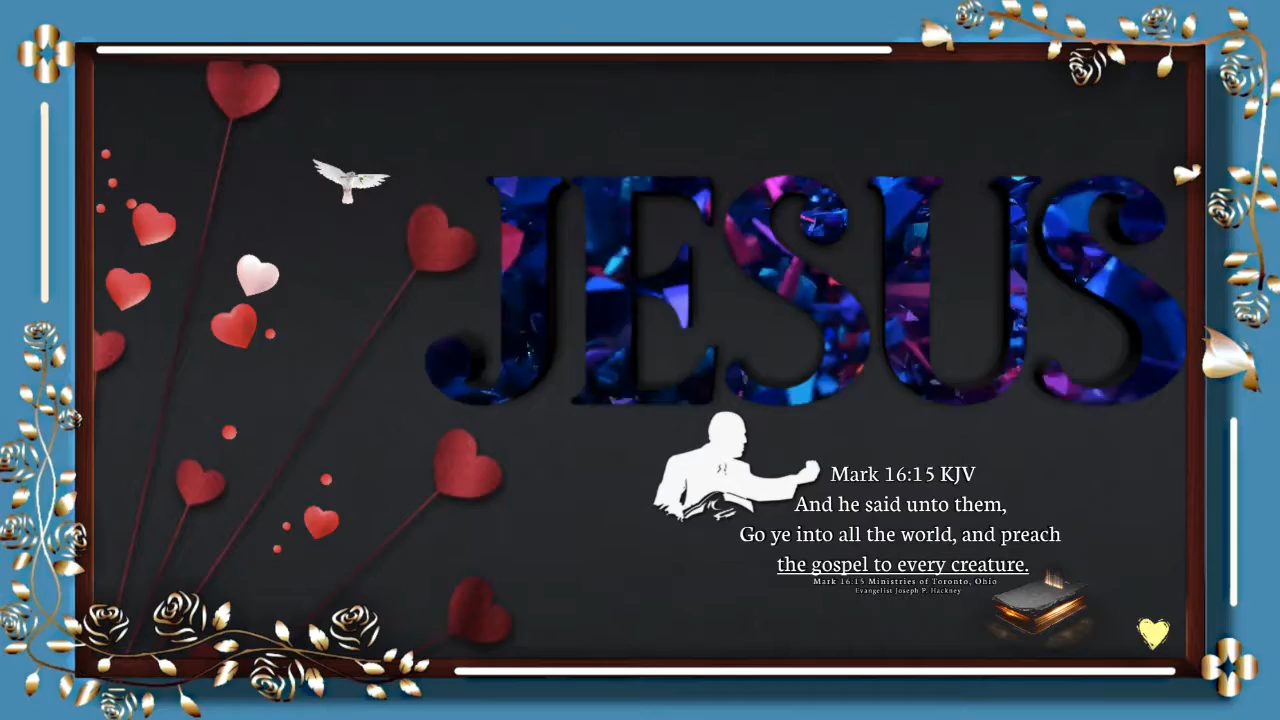 JESUS
Mark 16:15 KJV
And he said unto them,
Go ye into all the world, and preach
the gospel to every creature.
Mark 16:15 Ministries of Toronto, Ohio
Evangelist Joseph P. Hackney